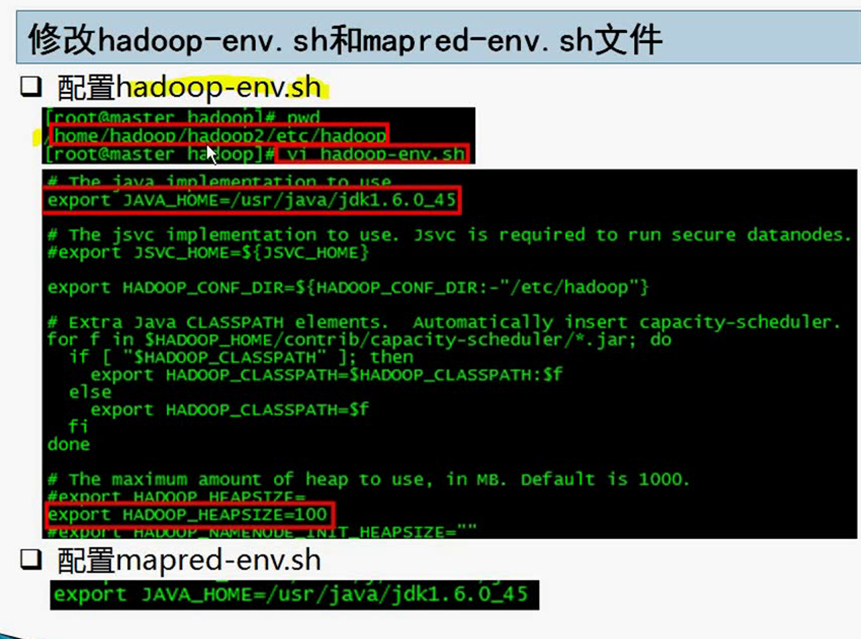 修改hadoop-env.sh和mapred-env.sh文件
❑ 配置hadoop-env.sh
[root@master hadoop]# pwd
/home/hadoop/hadoop2/etc/hadoop
[root@master hadoop]# vi hadoop-env.sh
# The java implementation to use
export JAVA_HOME=/usr/java/jdk1.6.0_45
# The jsvc implementation to use. Jsvc is required to run secure datanodes.
#export JSVC_HOME=${JSVC_HOME}
export HADOOP_CONF_DIR=${HADOOP_CONF_DIR:-"/etc/hadoop"}
# Extra Java CLASSPATH elements.  Automatically insert capacity-scheduler.
for f in $HADOOP_HOME/contrib/capacity-scheduler/*.jar; do
  if [ "$HADOOP_CLASSPATH" ]; then
    export HADOOP_CLASSPATH=$HADOOP_CLASSPATH:$f
  else
    export HADOOP_CLASSPATH=$f
  fi
done
# The maximum amount of heap to use, in MB. Default is 1000.
#export HADOOP_HEAPSIZE=
export HADOOP_HEAPSIZE=100
#export HADOOP_NAMENODE_INIT_HEAPSIZE=""
❑ 配置mapred-env.sh
export JAVA_HOME=/usr/java/jdk1.6.0_45